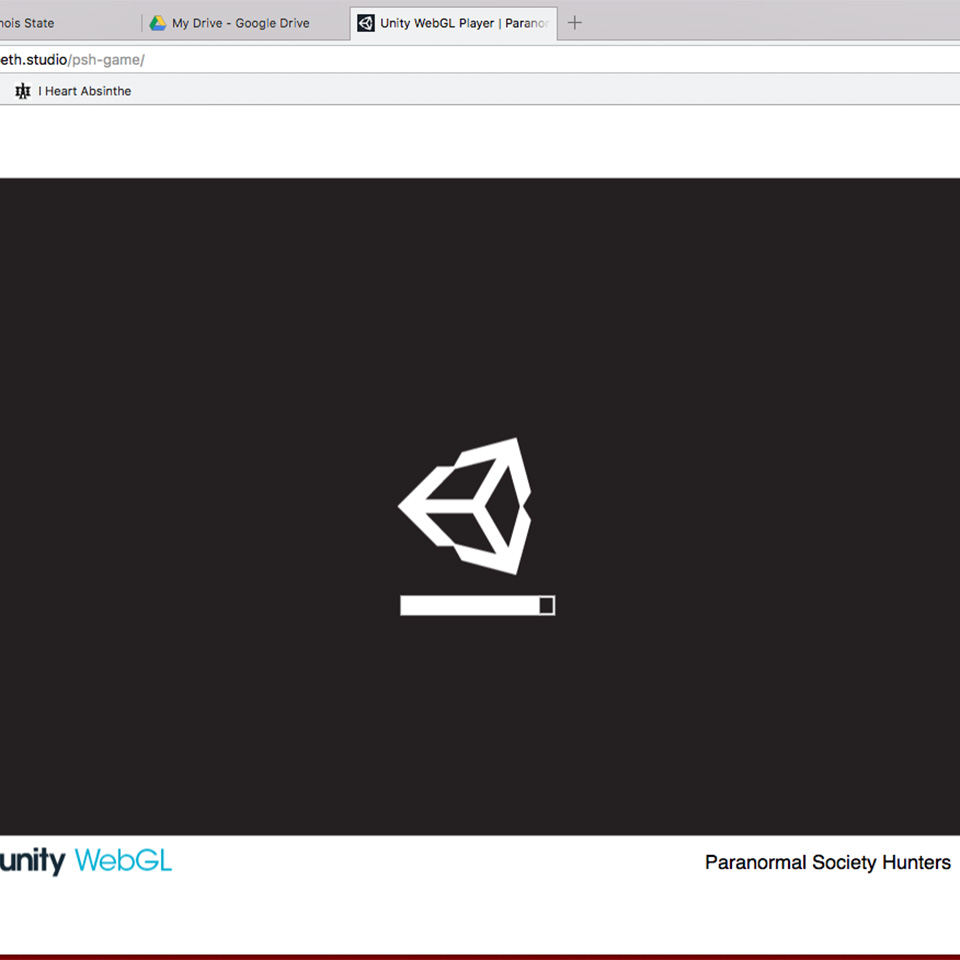 nois State
My Drive - Google Drive
Unity WebGL Player | Paranor
eth.studio/psh-game/
I Heart Absinthe
unity WebGL
Paranormal Society Hunters